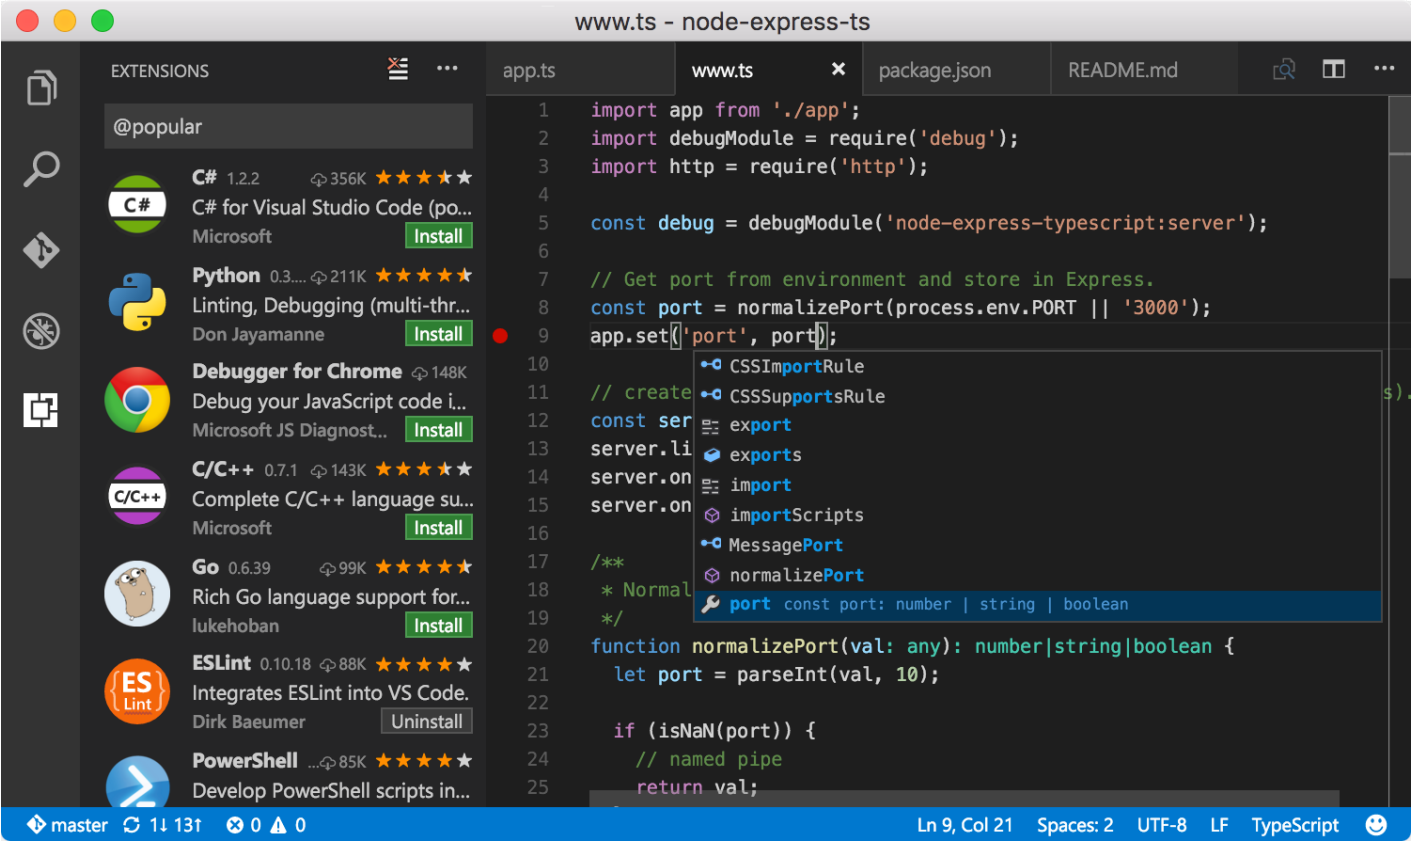 www.ts - node-express-ts
EXTENSIONS
@popular
C# 1.2.2 356K
C# for Visual Studio Code (po...
Microsoft Install
C#
Python 0.3.... 211K
Linting, Debugging (multi-thr...
Don Jayamanne Install
Debugger for Chrome 148K
Debug your JavaScript code i...
Microsoft JS Diagnost... Install
C/C++ 0.7.1 143K
Complete C/C++ language su...
Microsoft Install
C/C++
Go 0.6.39 99K
Rich Go language support for...
lukehoban Install
ESLint 0.10.18 88K
Integrates ESLint into VS Code.
Dirk Baeumer Uninstall
{ES}
Lint
PowerShell ... 85K
Develop PowerShell scripts in...
app.ts www.ts × package.json README.md ...
1 import app from './app';
2 import debugModule = require('debug');
3 import http = require('http');
4
5 const debug = debugModule('node-express-typescript:server');
6
7 // Get port from environment and store in Express.
8 const port = normalizePort(process.env.PORT || '3000');
9 app.set('port', port);
10
11 // create s).
12 const ser
13 server.li
14 server.on
15 server.on
16
17 /**
18 * Normal
19 */
20 function normalizePort(val: any): number|string|boolean {
21 let port = parseInt(val, 10);
22
23 if (isNaN(port)) {
24 // named pipe
25 return val;
CSSImportRule
CSSSupportsRule
export
exports
import
importScripts
MessagePort
normalizePort
port const port: number | string | boolean
master 1↓ 13↑ 0 0 Ln 9, Col 21 Spaces: 2 UTF-8 LF TypeScript